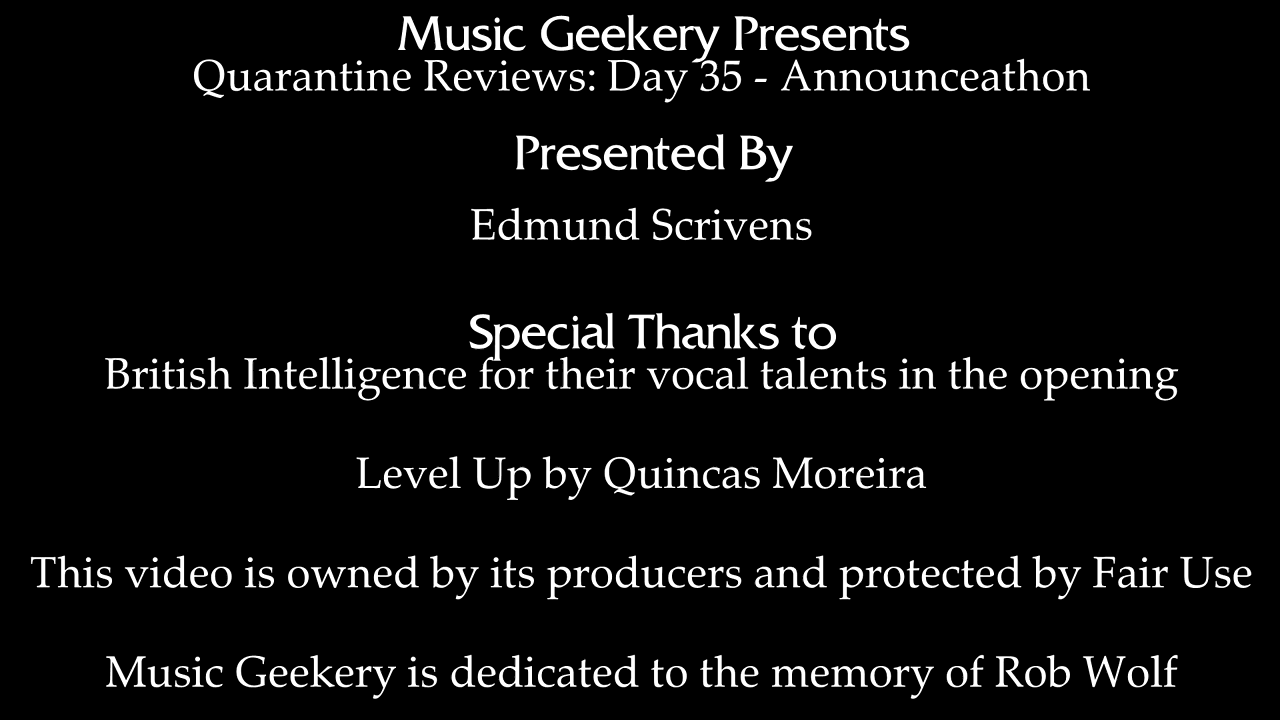 Music Geekery Presents
Quarantine Reviews: Day 35 - Announceathon
Presented By
Edmund Scrivens
Special Thanks to
British Intelligence for their vocal talents in the opening
Level Up by Quincas Moreira
This video is owned by its producers and protected by Fair Use
Music Geekery is dedicated to the memory of Rob Wolf